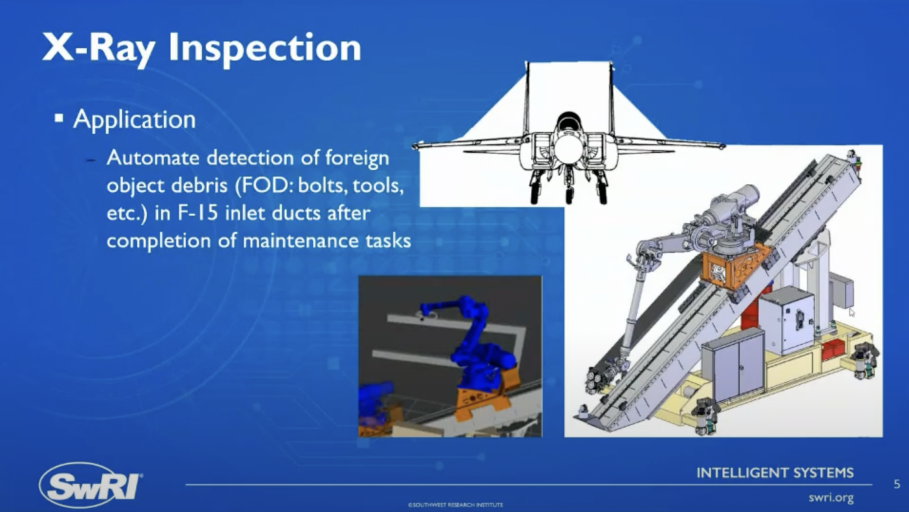 X-Ray Inspection
▪ Application
– Automate detection of foreign
object debris (FOD: bolts, tools,
etc.) in F-15 inlet ducts after
completion of maintenance tasks
SwRI
INTELLIGENT SYSTEMS
swri.org
5
©SOUTHWEST RESEARCH INSTITUTE